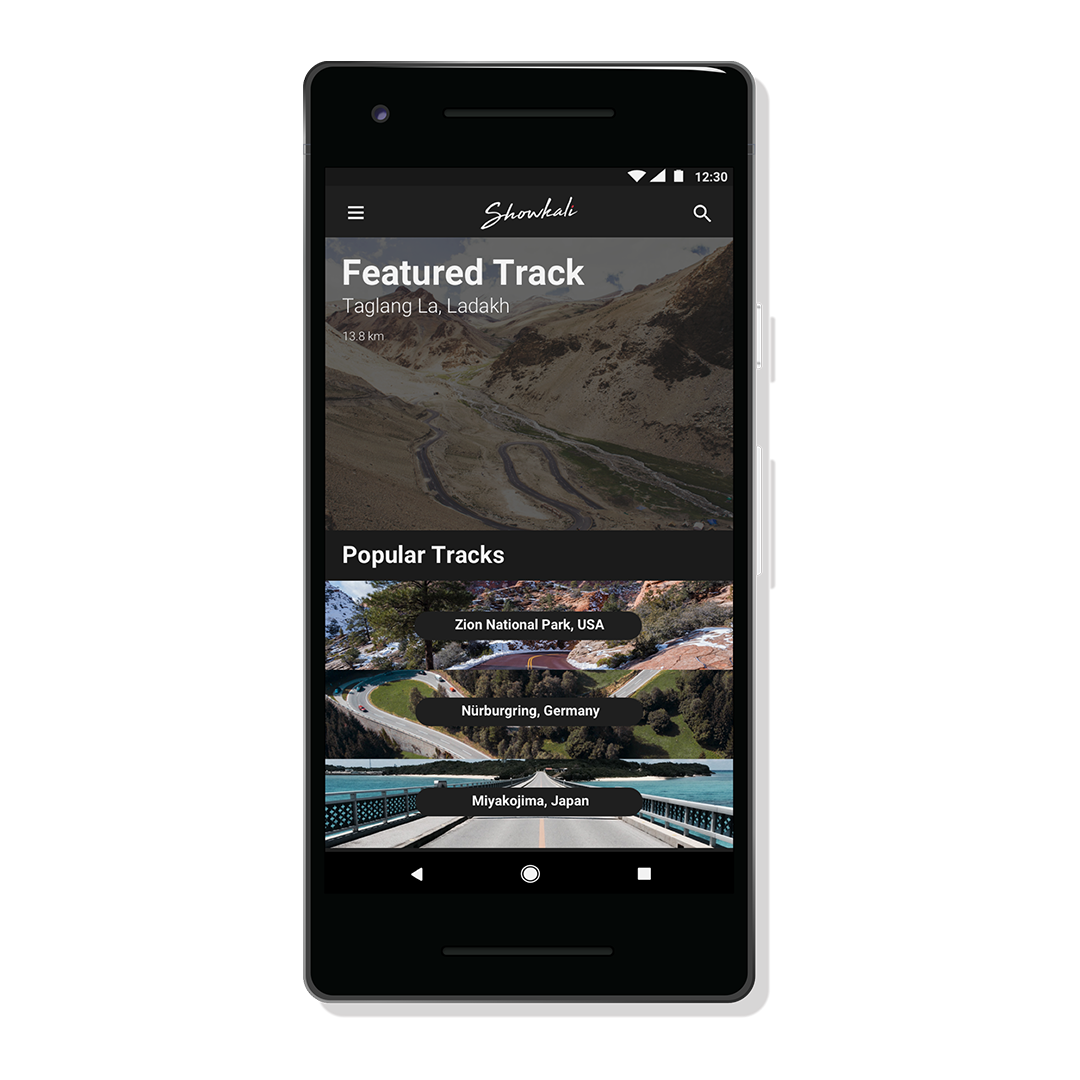 12:30
Showkali
Featured Track
Taglang La, Ladakh
13.8 km
Popular Tracks
Zion National Park, USA
Nürburgring, Germany
Miyakojima, Japan